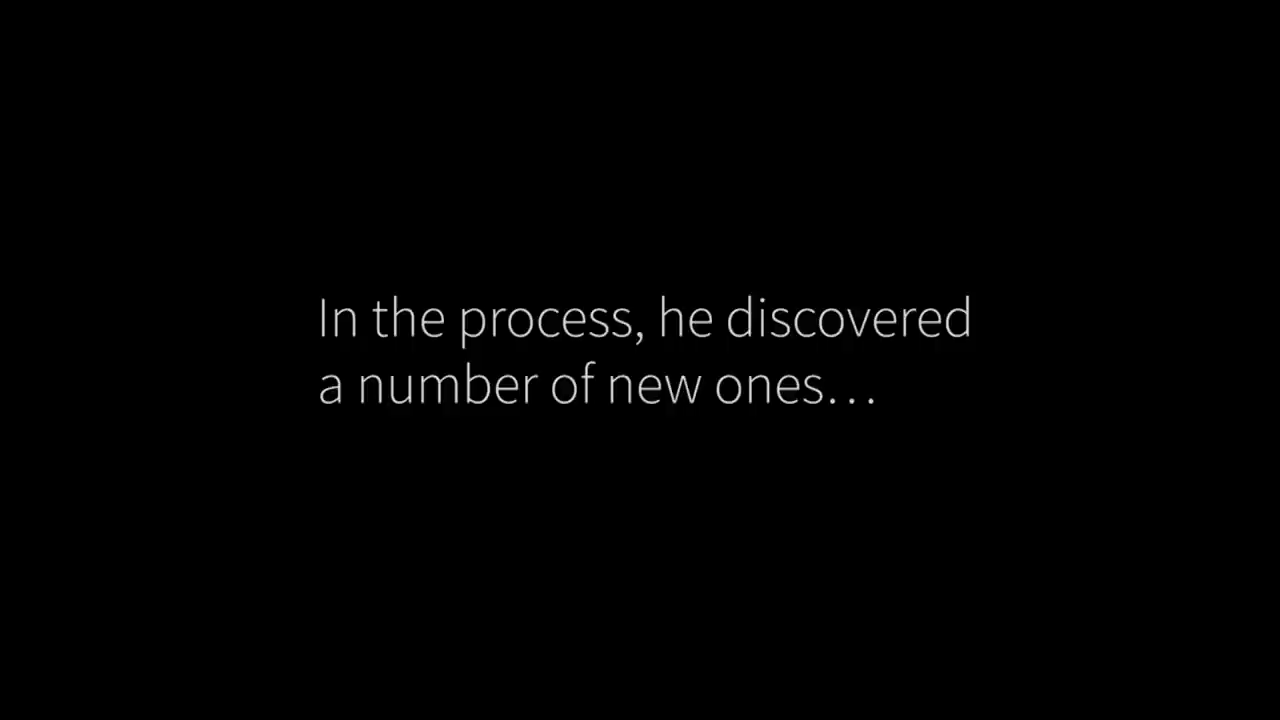 In the process, he discovered
a number of new ones…